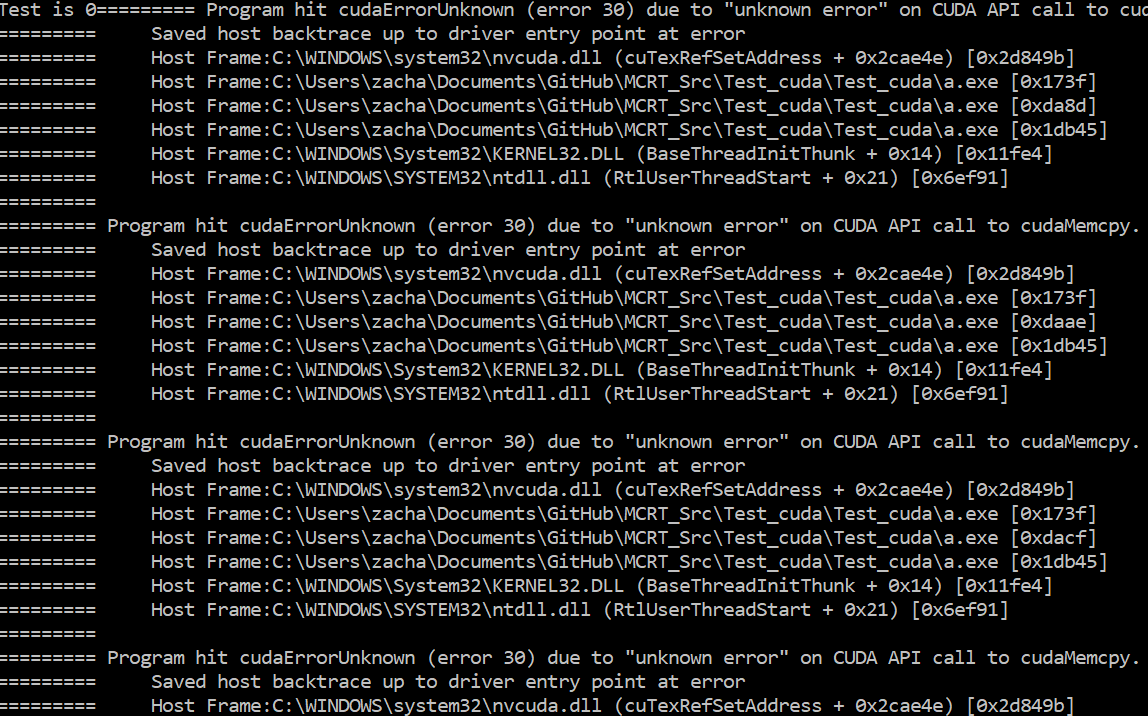 Test is 0========= Program hit cudaErrorUnknown (error 30) due to "unknown error" on CUDA API call to cud
=========     Saved host backtrace up to driver entry point at error
=========     Host Frame:C:\WINDOWS\system32\nvcuda.dll (cuTexRefSetAddress + 0x2cae4e) [0x2d849b]
=========     Host Frame:C:\Users\zacha\Documents\GitHub\MCRT_Src\Test_cuda\Test_cuda\a.exe [0x173f]
=========     Host Frame:C:\Users\zacha\Documents\GitHub\MCRT_Src\Test_cuda\Test_cuda\a.exe [0xda8d]
=========     Host Frame:C:\Users\zacha\Documents\GitHub\MCRT_Src\Test_cuda\Test_cuda\a.exe [0x1db45]
=========     Host Frame:C:\WINDOWS\System32\KERNEL32.DLL (BaseThreadInitThunk + 0x14) [0x11fe4]
=========     Host Frame:C:\WINDOWS\SYSTEM32\ntdll.dll (RtlUserThreadStart + 0x21) [0x6ef91]
=========
========= Program hit cudaErrorUnknown (error 30) due to "unknown error" on CUDA API call to cudaMemcpy.
=========     Saved host backtrace up to driver entry point at error
=========     Host Frame:C:\WINDOWS\system32\nvcuda.dll (cuTexRefSetAddress + 0x2cae4e) [0x2d849b]
=========     Host Frame:C:\Users\zacha\Documents\GitHub\MCRT_Src\Test_cuda\Test_cuda\a.exe [0x173f]
=========     Host Frame:C:\Users\zacha\Documents\GitHub\MCRT_Src\Test_cuda\Test_cuda\a.exe [0xdaae]
=========     Host Frame:C:\Users\zacha\Documents\GitHub\MCRT_Src\Test_cuda\Test_cuda\a.exe [0x1db45]
=========     Host Frame:C:\WINDOWS\System32\KERNEL32.DLL (BaseThreadInitThunk + 0x14) [0x11fe4]
=========     Host Frame:C:\WINDOWS\SYSTEM32\ntdll.dll (RtlUserThreadStart + 0x21) [0x6ef91]
=========
========= Program hit cudaErrorUnknown (error 30) due to "unknown error" on CUDA API call to cudaMemcpy.
=========     Saved host backtrace up to driver entry point at error
=========     Host Frame:C:\WINDOWS\system32\nvcuda.dll (cuTexRefSetAddress + 0x2cae4e) [0x2d849b]
=========     Host Frame:C:\Users\zacha\Documents\GitHub\MCRT_Src\Test_cuda\Test_cuda\a.exe [0x173f]
=========     Host Frame:C:\Users\zacha\Documents\GitHub\MCRT_Src\Test_cuda\Test_cuda\a.exe [0xdacf]
=========     Host Frame:C:\Users\zacha\Documents\GitHub\MCRT_Src\Test_cuda\Test_cuda\a.exe [0x1db45]
=========     Host Frame:C:\WINDOWS\System32\KERNEL32.DLL (BaseThreadInitThunk + 0x14) [0x11fe4]
=========     Host Frame:C:\WINDOWS\SYSTEM32\ntdll.dll (RtlUserThreadStart + 0x21) [0x6ef91]
=========
========= Program hit cudaErrorUnknown (error 30) due to "unknown error" on CUDA API call to cudaMemcpy.
=========     Saved host backtrace up to driver entry point at error
=========     Host Frame:C:\WINDOWS\system32\nvcuda.dll (cuTexRefSetAddress + 0x2cae4e) [0x2d849b]